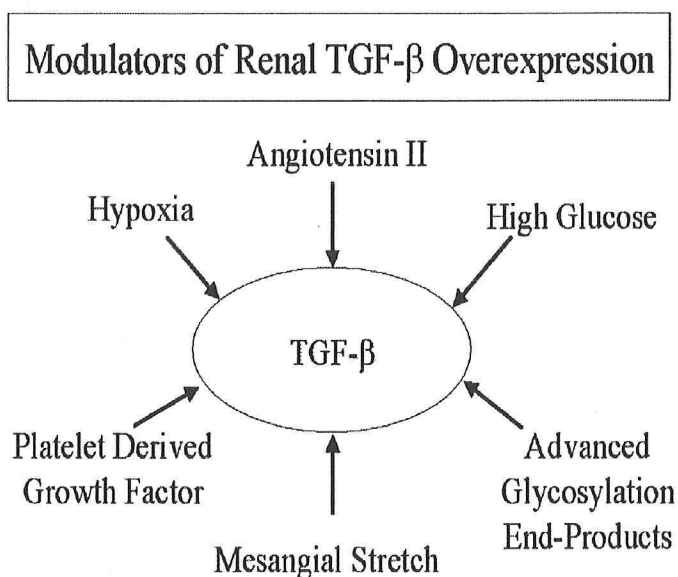 Modulators of Renal TGF-β Overexpression
Angiotensin II
Hypoxia
High Glucose
TGF-β
Platelet Derived
Growth Factor
Advanced
Glycosylation
End-Products
Mesangial Stretch